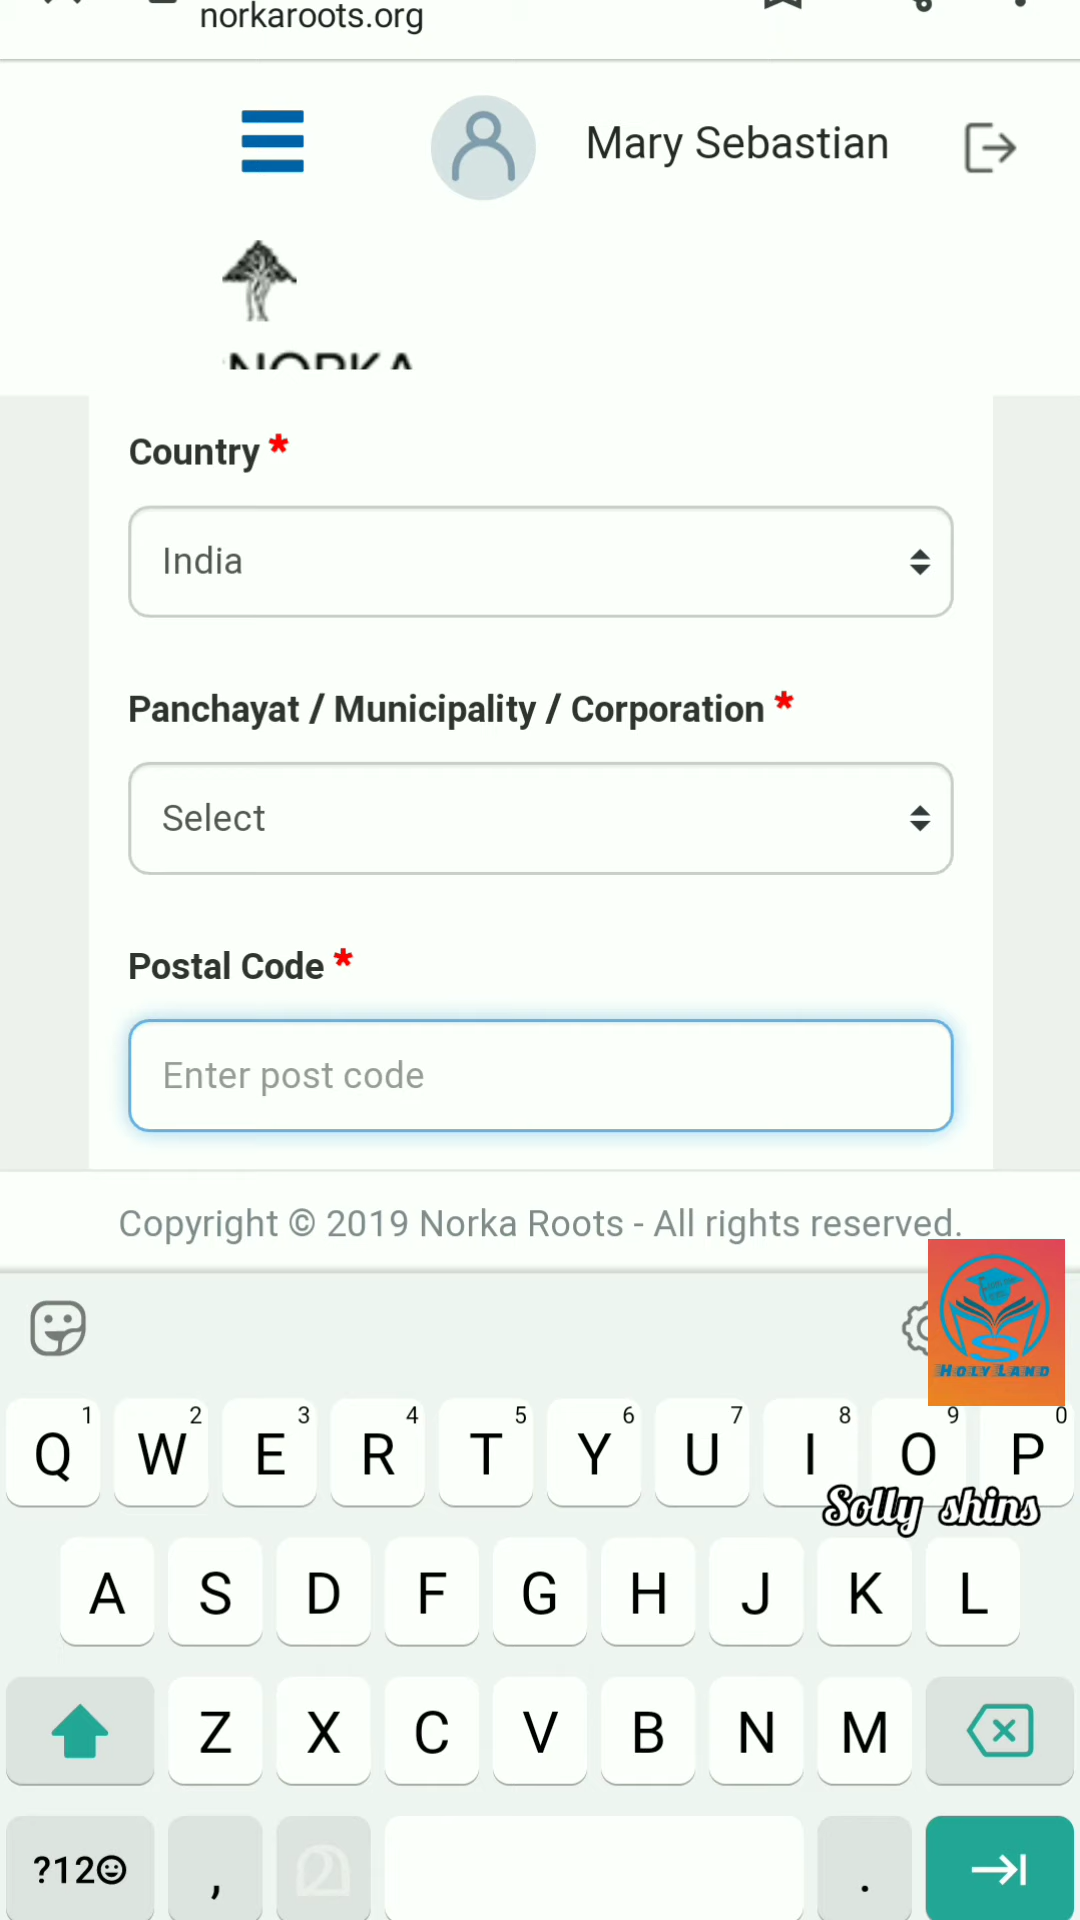 norkaroots.org
Mary Sebastian
NORKA
Country *
India
Panchayat / Municipality / Corporation *
Select
Postal Code *
Enter post code
Copyright © 2019 Norka Roots - All rights reserved.
HOLY LAND
Q 1 W 2 E 3 R 4 T 5 Y 6 U 7 I 8 O 9 P 0
Solly shins
A S D F G H J K L
Z X C V B N M
?12☺ , .